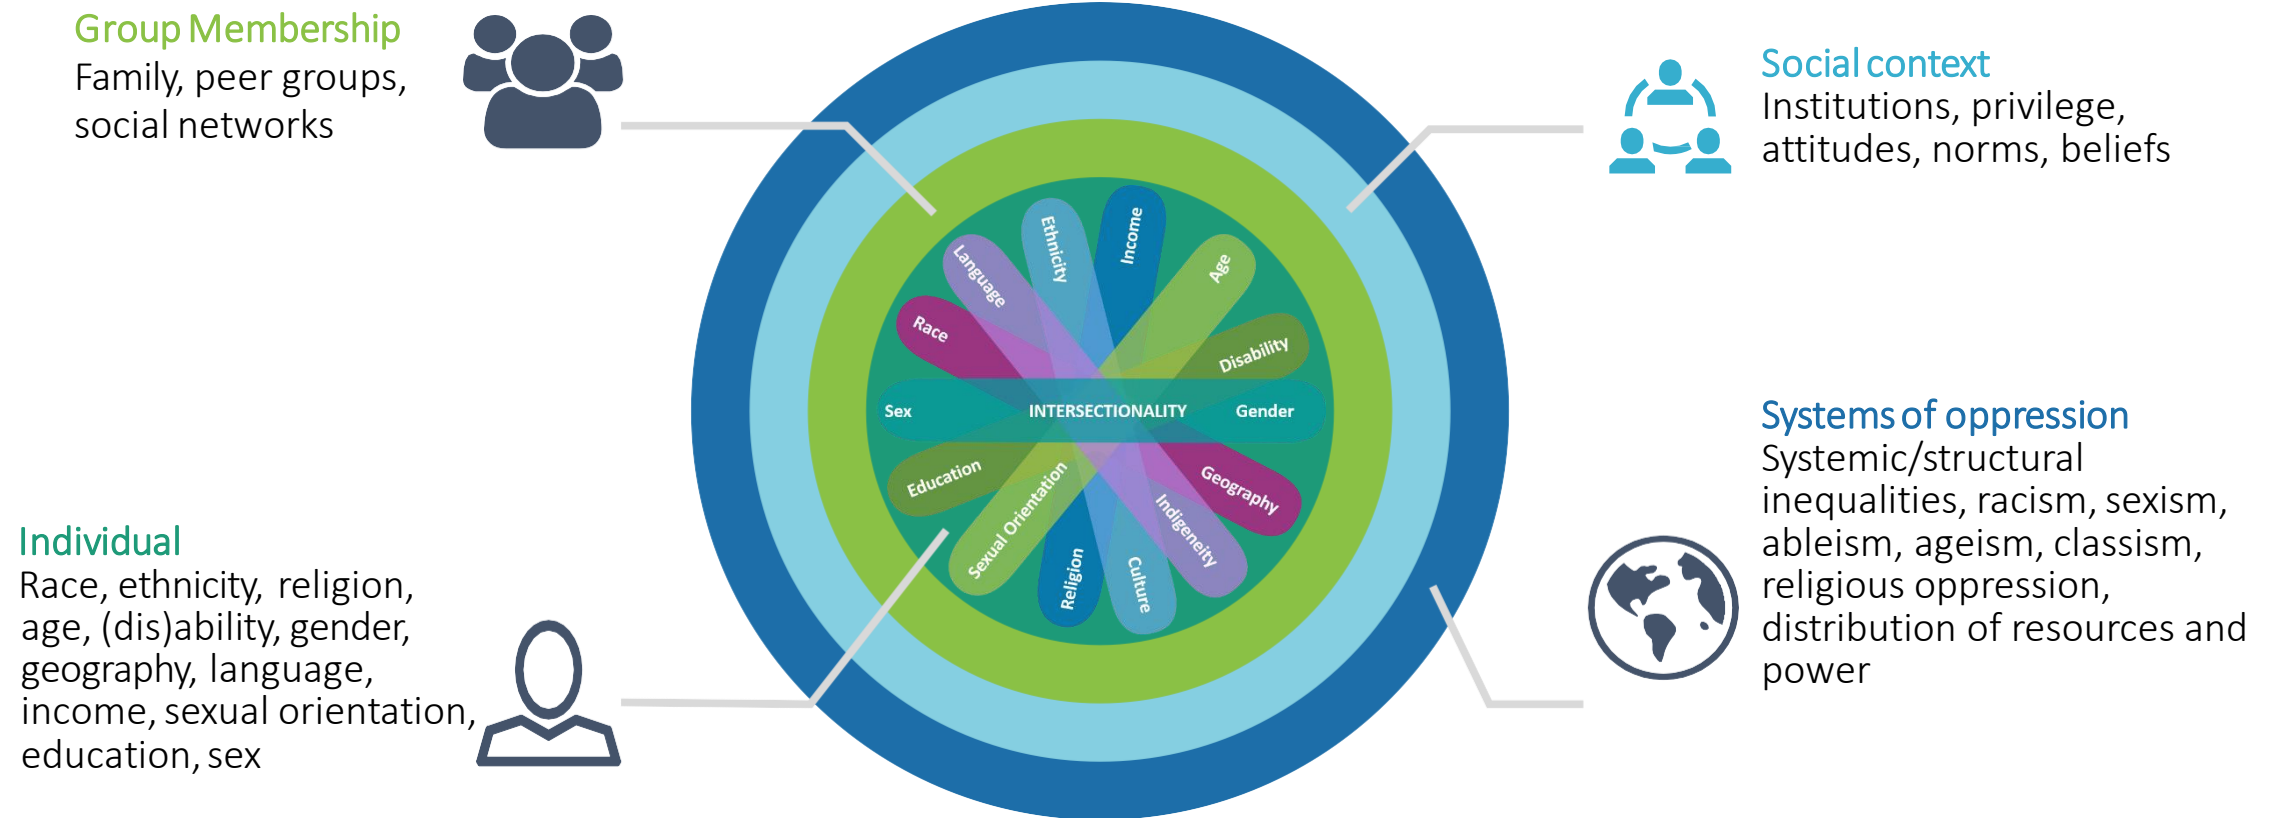 Group Membership
Family, peer groups,
social networks
Social context
Institutions, privilege,
attitudes, norms, beliefs
Income
Ethnicity
Age
Language
Race
Disability
Sex
INTERSECTIONALITY
Gender
Education
Geography
Sexual Orientation
Indigeneity
Religion
Culture
Systems of oppression
Systemic/structural
inequalities, racism, sexism,
ableism, ageism, classism,
religious oppression,
distribution of resources and
power
Individual
Race, ethnicity, religion,
age, (dis)ability, gender,
geography, language,
income, sexual orientation,
education, sex